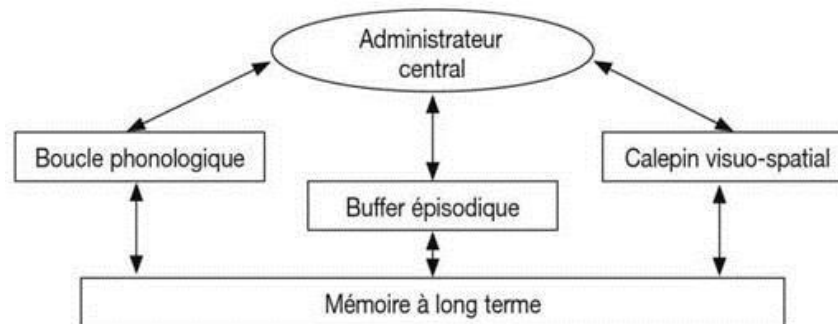 Administrateur
central
Boucle phonologique
Calepin visuo-spatial
Buffer épisodique
Mémoire à long terme